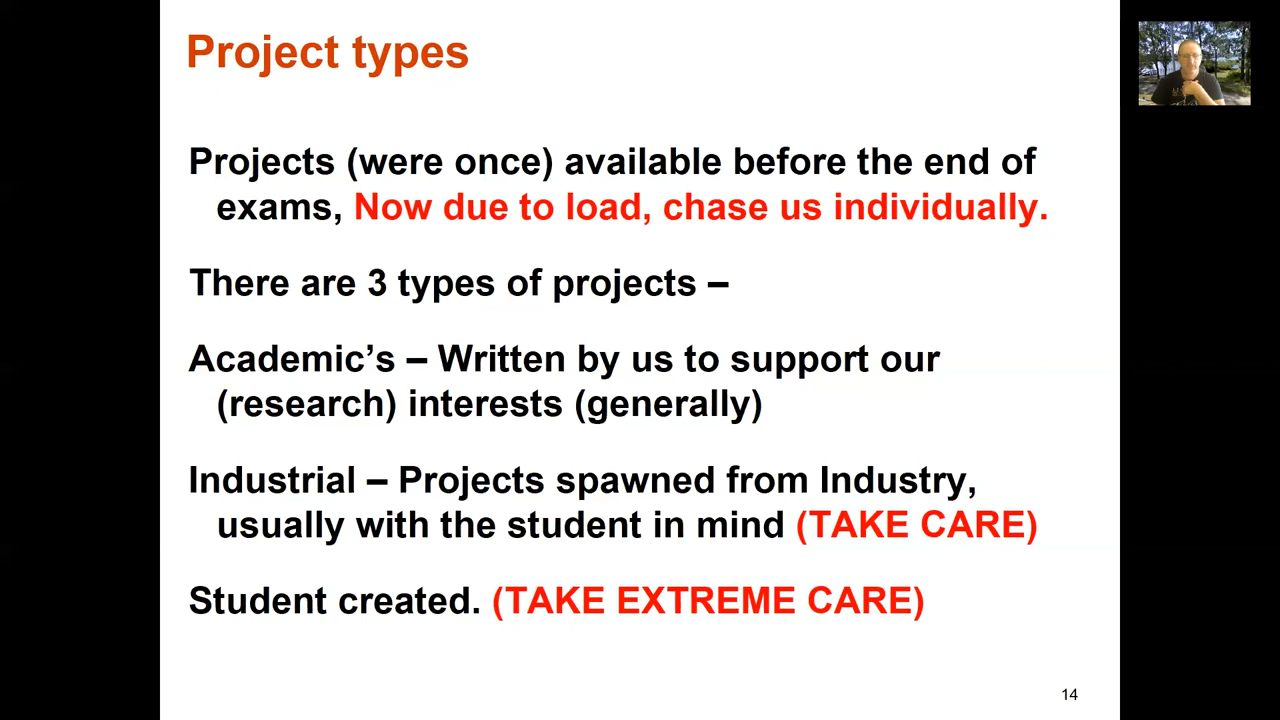 Project types
Projects (were once) available before the end of
exams, Now due to load, chase us individually.
There are 3 types of projects –
Academic’s – Written by us to support our
(research) interests (generally)
Industrial – Projects spawned from Industry,
usually with the student in mind (TAKE CARE)
Student created. (TAKE EXTREME CARE)
14